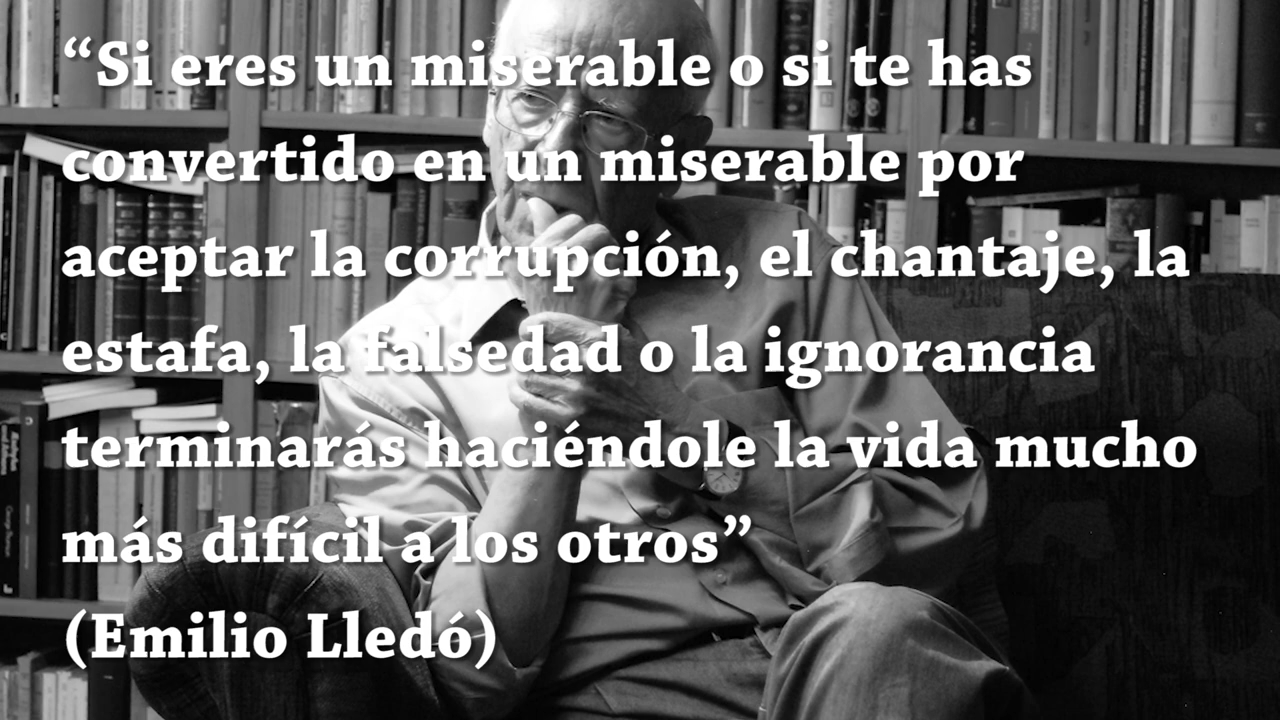 “Si eres un miserable o si te has
convertido en un miserable por
aceptar la corrupción, el chantaje, la
estafa, la falsedad o la ignorancia
terminarás haciéndole la vida mucho
más difícil a los otros”
(Emilio Lledó)